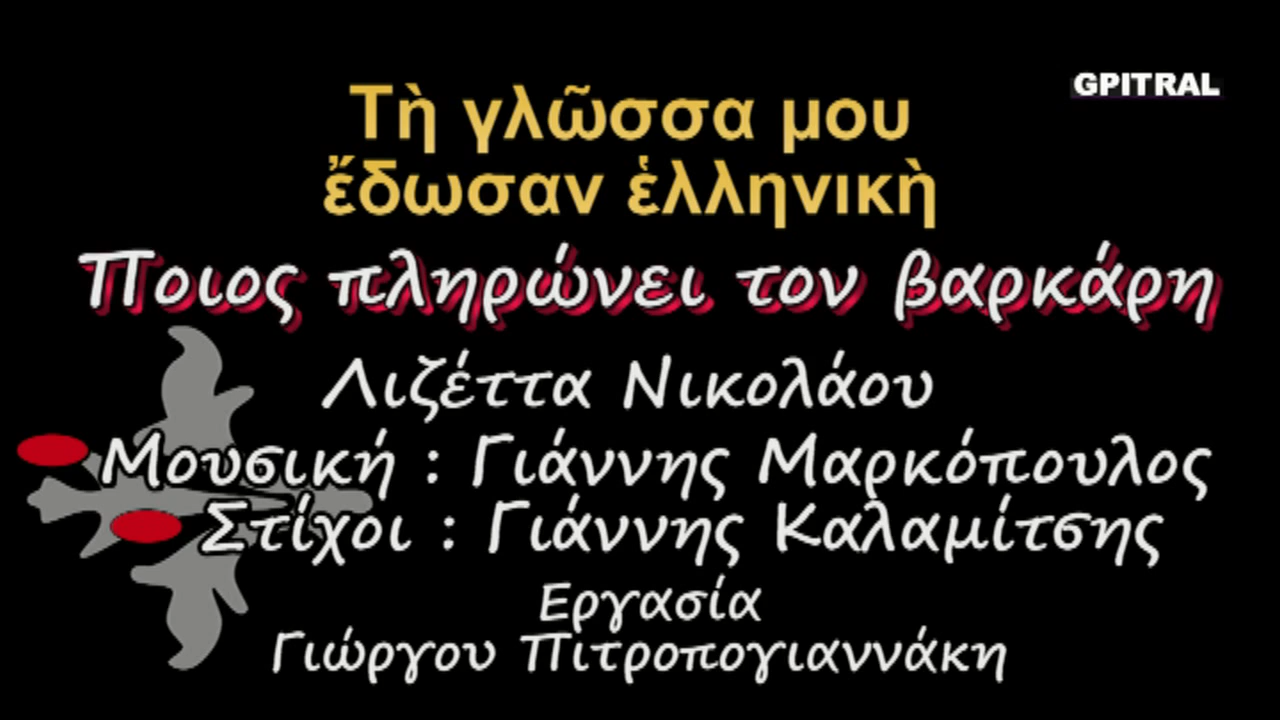 GPITRAL
Τὴ γλῶσσα μου
ἔδωσαν ἑλληνικὴ
Ποιος πληρώνει τον βαρκάρη
Λιζέττα Νικολάου
Μουσική : Γιάννης Μαρκόπουλος
Στίχοι : Γιάννης Καλαμίτσης
Εργασία
Γιώργου Πιτροπογιαννάκη